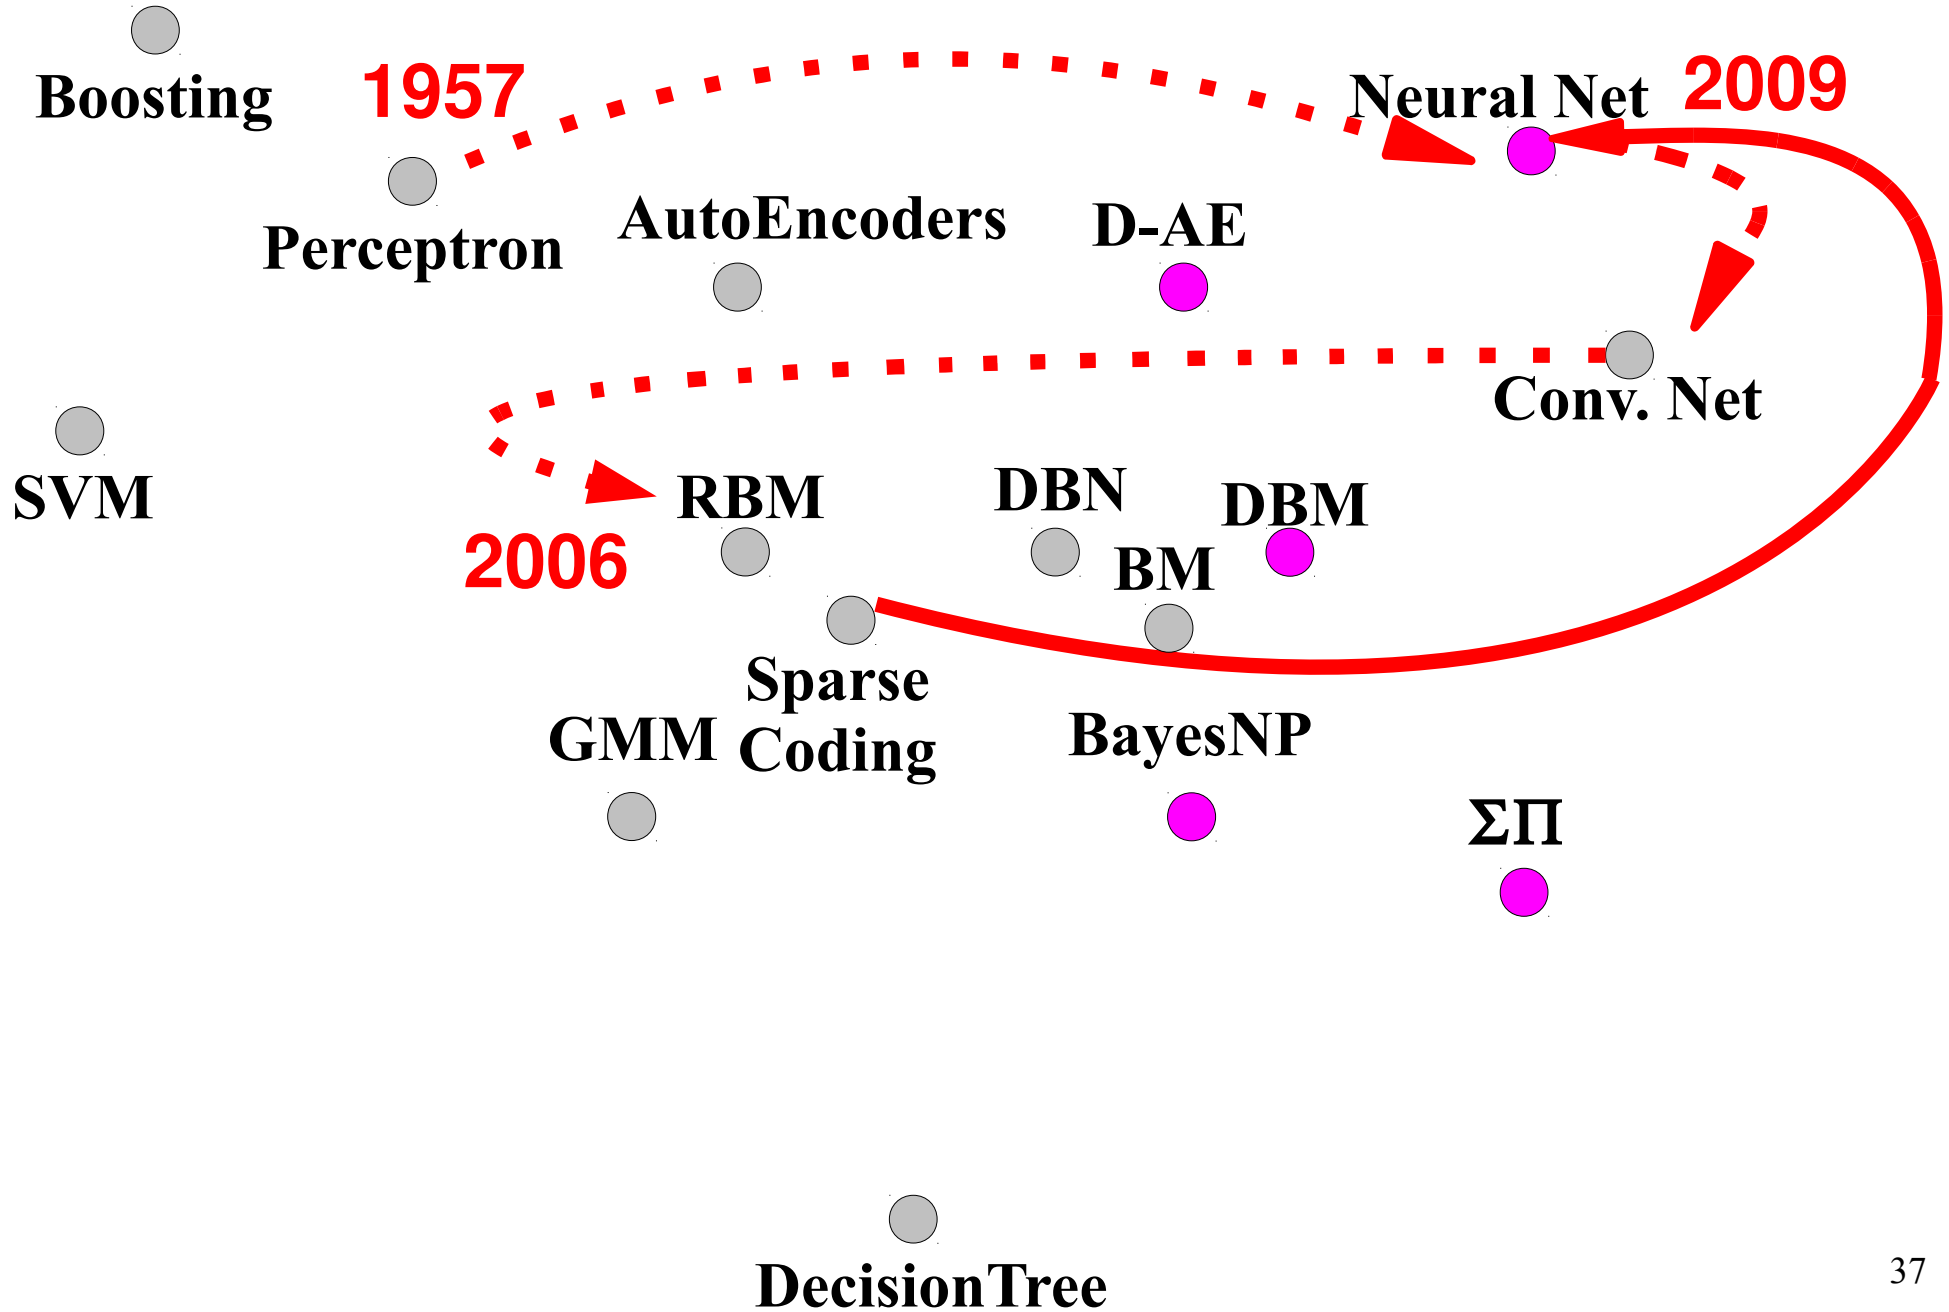 Boosting
1957
Neural Net
2009
Perceptron
AutoEncoders
D-AE
Conv. Net
SVM
RBM
DBN
DBM
2006
BM
Sparse
Coding
GMM
BayesNP
ΣΠ
DecisionTree
37